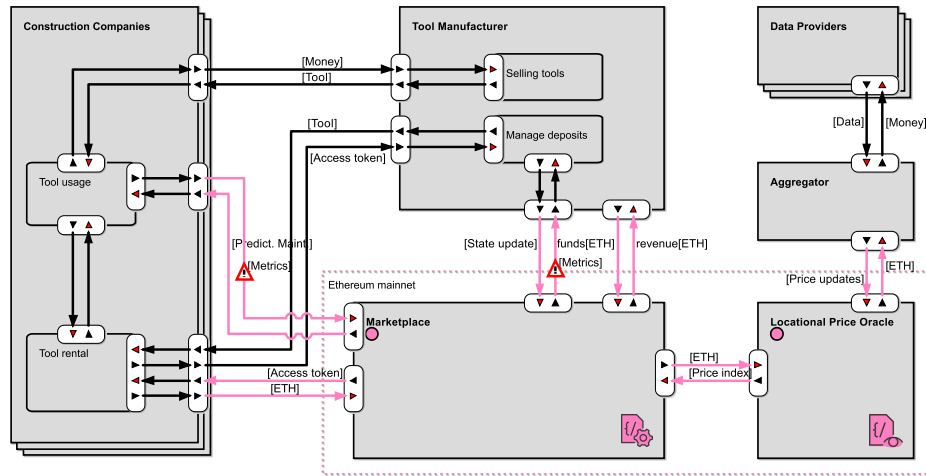 Construction Companies
Tool Manufacturer
Data Providers
[Money]
[Tool]
Selling tools
[Tool]
[Access token]
Manage deposits
[Data]
[Money]
Tool usage
Aggregator
[Predict. Maint.]
[State update]
funds[ETH]
revenue[ETH]
[Metrics]
[Metrics]
[ETH]
[Price updates]
Ethereum mainnet
Marketplace
Locational Price Oracle
Tool rental
[Access token]
[ETH]
[ETH]
[Price index]
{/
{/